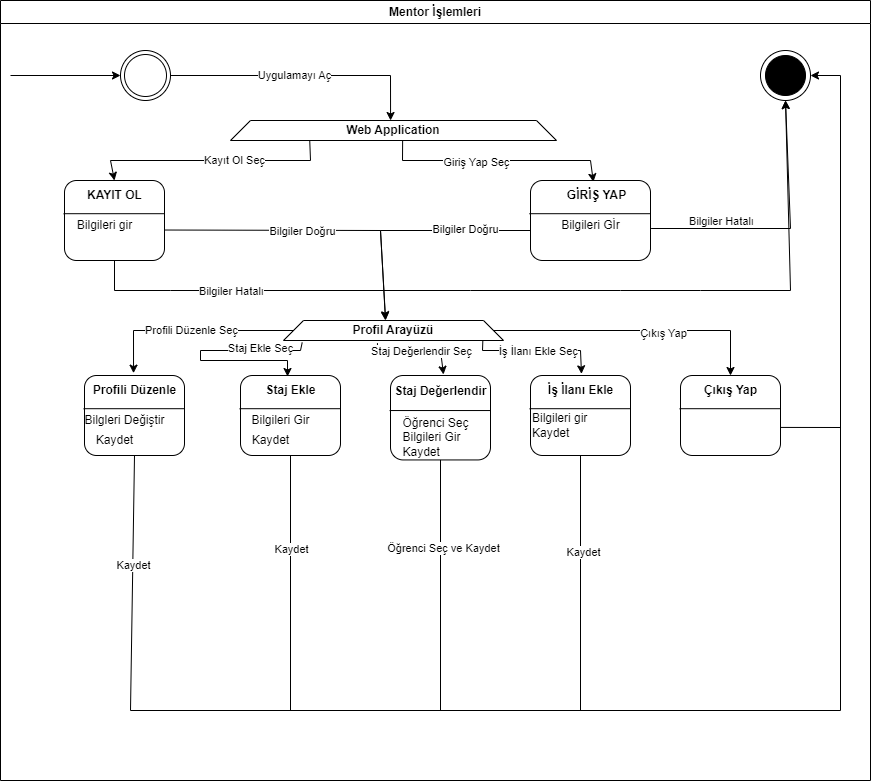 Mentor İşlemleri
Uygulamayı Aç
Web Application
Kayıt Ol Seç
Giriş Yap Seç
KAYIT OL
Bilgileri gir
GİRİŞ YAP
Bilgileri Gİr
Bilgiler Doğru
Bilgiler Doğru
Bilgiler Hatalı
Bilgiler Hatalı
Profil Arayüzü
Profili Düzenle Seç
Staj Ekle Seç
Staj Değerlendir Seç
İş İlanı Ekle Seç
Çıkış Yap
Profili Düzenle
Bilgleri Değiştir
Kaydet
Staj Ekle
Bilgileri Gir
Kaydet
Staj Değerlendir
Öğrenci Seç
Bilgileri Gir
Kaydet
İş İlanı Ekle
Bilgileri gir
Kaydet
Çıkış Yap
Kaydet
Kaydet
Öğrenci Seç ve Kaydet
Kaydet